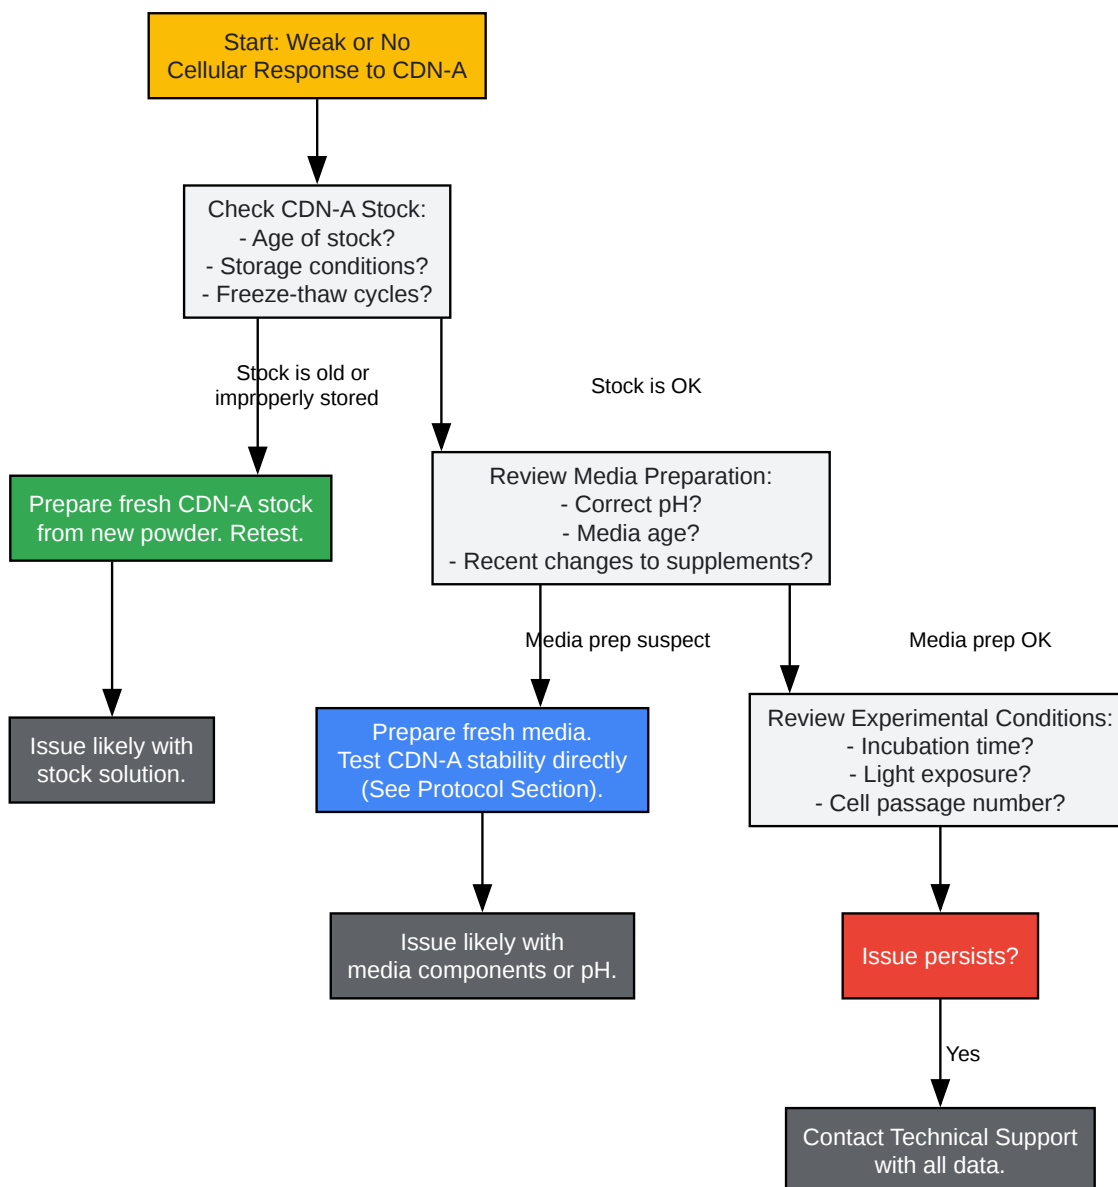 Start: Weak or No
Cellular Response to CDN-A
Check CDN-A Stock:
- Age of stock?
- Storage conditions?
- Freeze-thaw cycles?
Stock is old or
improperly stored
Stock is OK
Prepare fresh CDN-A stock
from new powder. Retest.
Review Media Preparation:
- Correct pH?
- Media age?
- Recent changes to supplements?
Media prep suspect
Media prep OK
Issue likely with
stock solution.
Prepare fresh media.
Test CDN-A stability directly
(See Protocol Section).
Review Experimental Conditions:
- Incubation time?
- Light exposure?
- Cell passage number?
Issue likely with
media components or pH.
Issue persists?
Yes
Contact Technical Support
with all data.